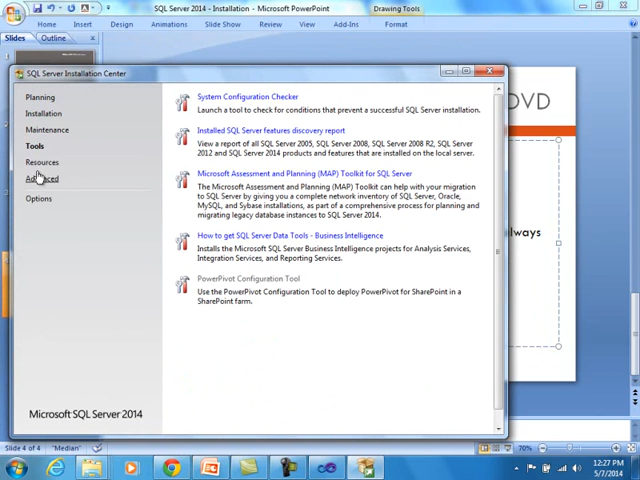 SQL Server 2014 - Installation - Microsoft PowerPoint
Drawing Tools
Home Insert Design Animations Slide Show Review View Add-Ins Format
Slides Outline
SQL Server Installation Center
DVD
Planning
Installation
Maintenance
Tools
Resources
Advanced
Options
System Configuration Checker
Launch a tool to check for conditions that prevent a successful SQL Server installation.
Installed SQL Server features discovery report
View a report of all SQL Server 2005, SQL Server 2008, SQL Server 2008 R2, SQL Server
2012 and SQL Server 2014 products and features that are installed on the local server.
Microsoft Assessment and Planning (MAP) Toolkit for SQL Server
The Microsoft Assessment and Planning (MAP) Toolkit can help with your migration
to SQL Server by giving you a complete network inventory of SQL Server, Oracle,
MySQL, and Sybase installations, as part of a comprehensive process for planning and
migrating legacy database instances to SQL Server 2014.
How to get SQL Server Data Tools - Business Intelligence
Installs the Microsoft SQL Server Business Intelligence projects for Analysis Services,
Integration Services, and Reporting Services.
PowerPivot Configuration Tool
Use the PowerPivot Configuration Tool to deploy PowerPivot for SharePoint in a
SharePoint farm.
always
Microsoft SQL Server 2014
Slide 4 of 4 "Median" 70%
12:27 PM
5/7/2014